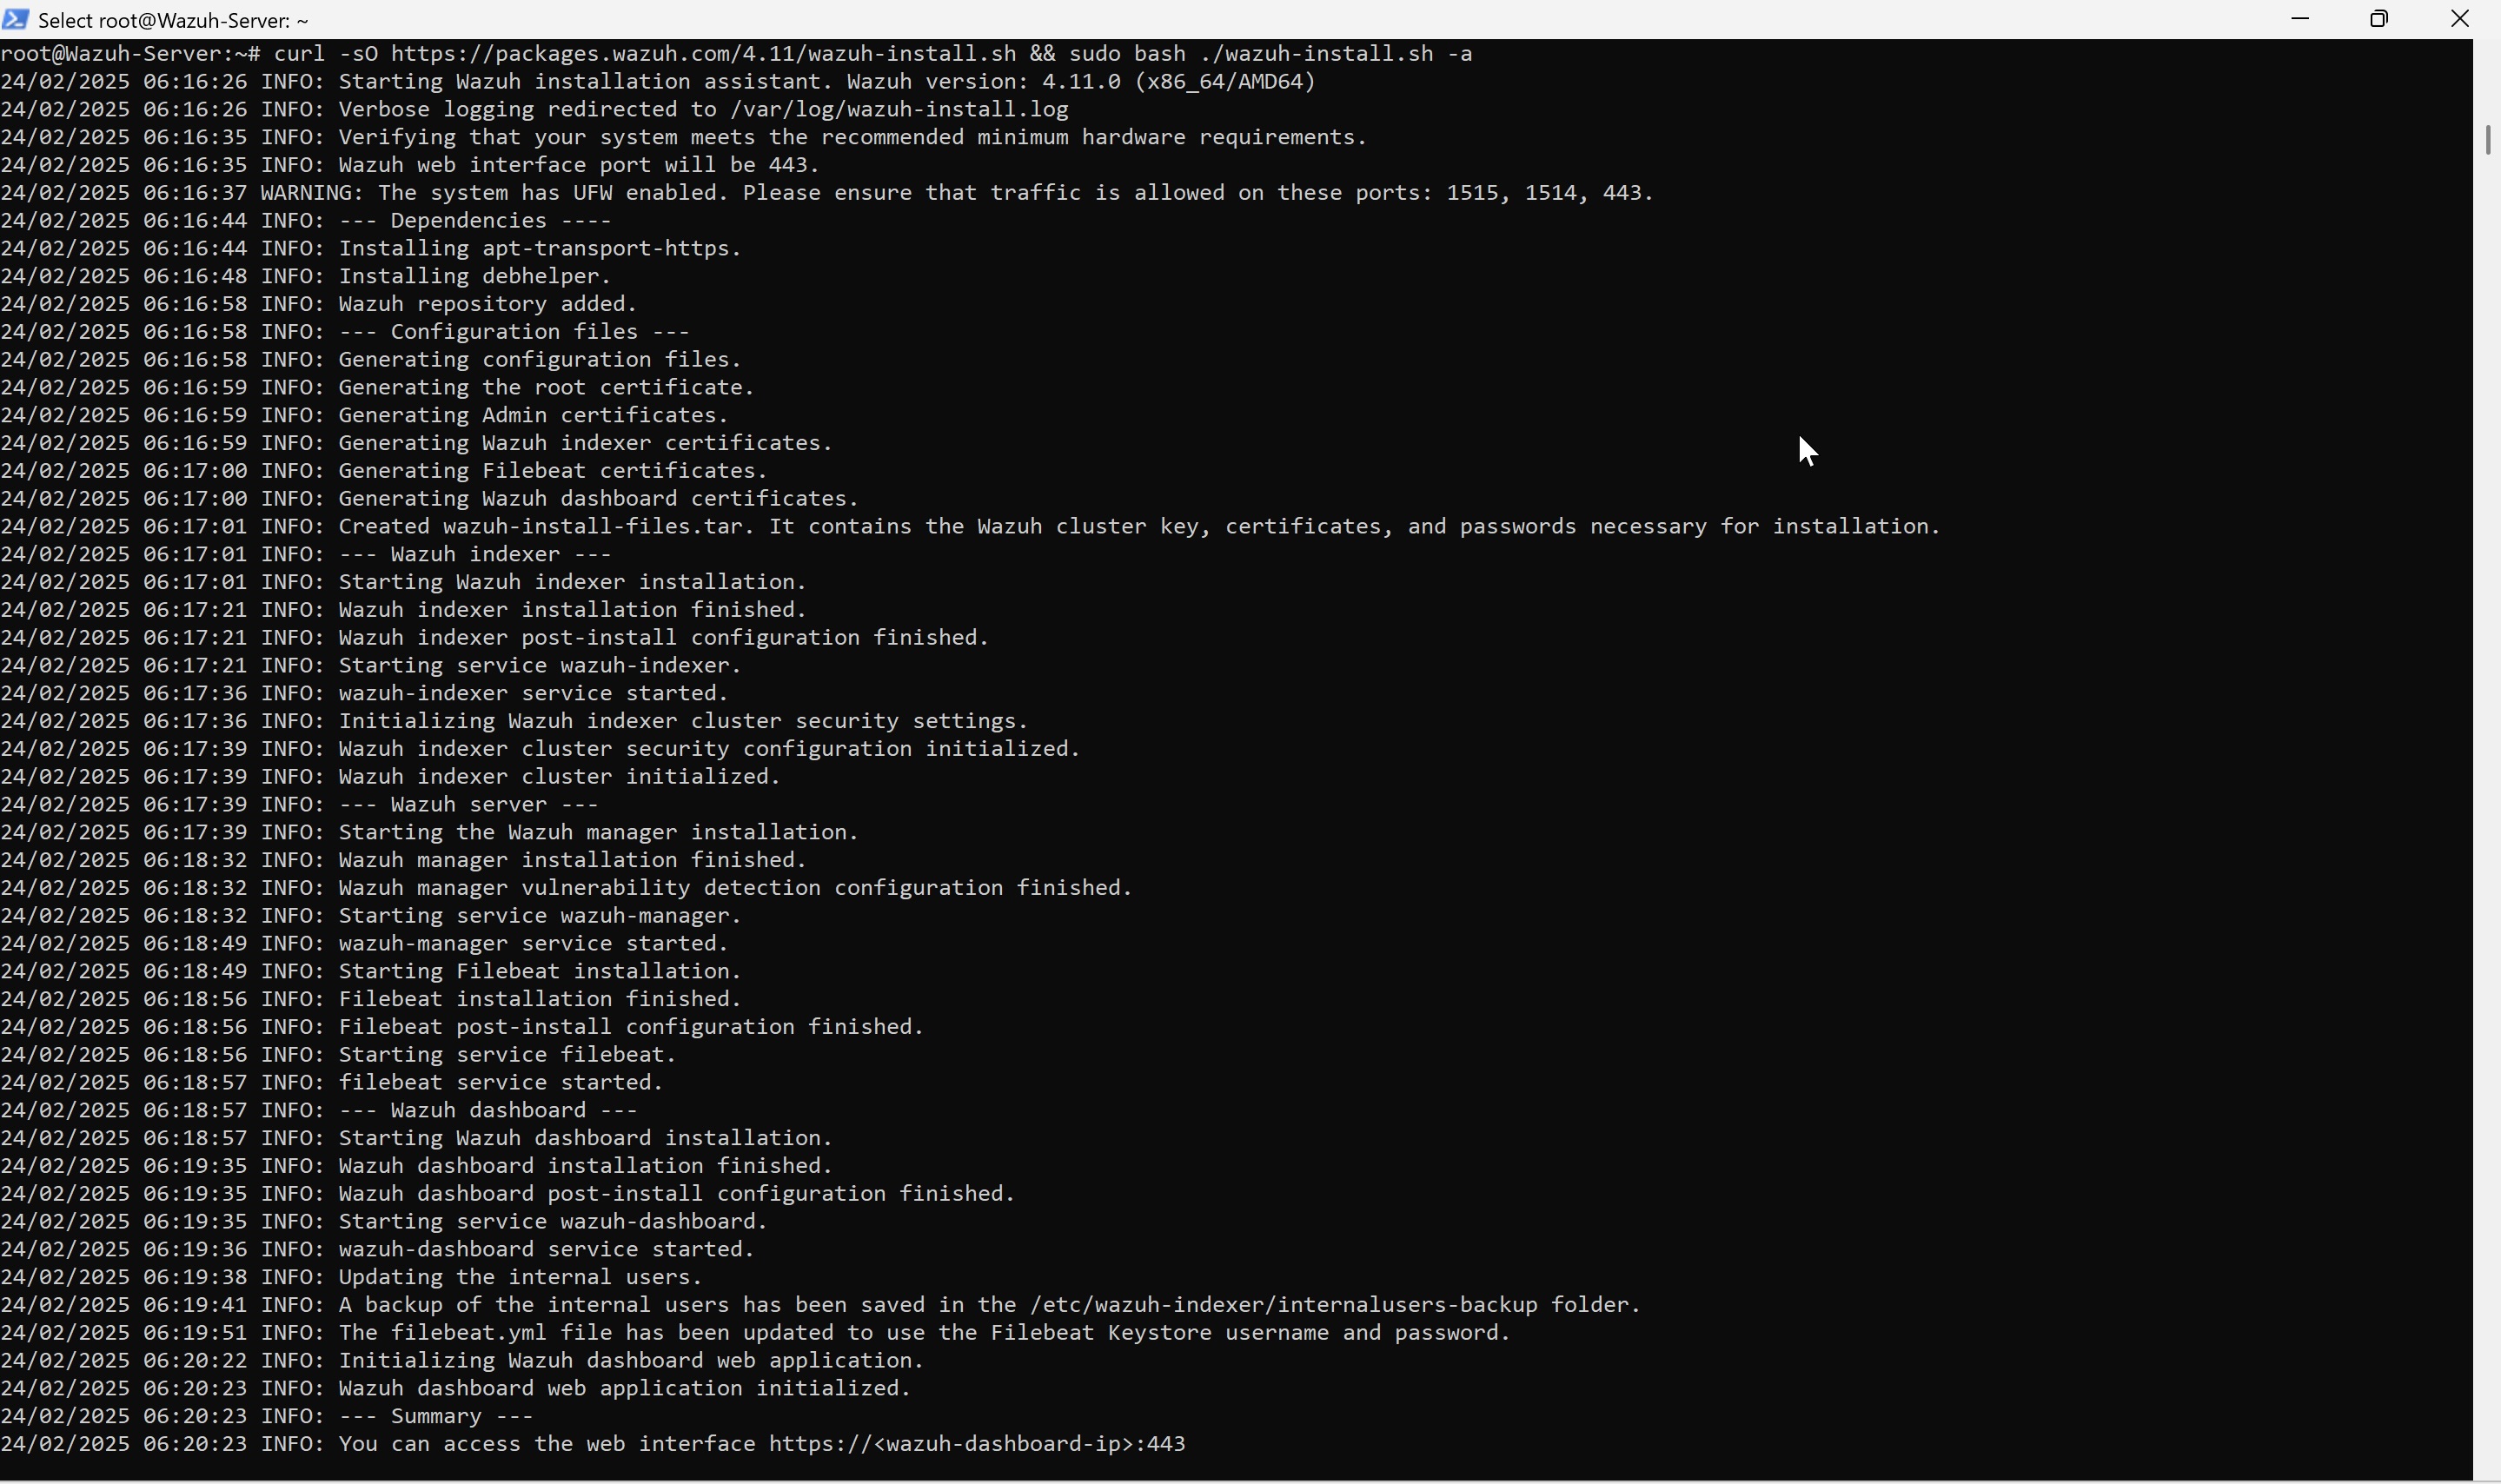 Select root@Wazuh-Server: ~
root@Wazuh-Server:~# curl -sO https://packages.wazuh.com/4.11/wazuh-install.sh && sudo bash ./wazuh-install.sh -a
24/02/2025 06:16:26 INFO: Starting Wazuh installation assistant. Wazuh version: 4.11.0 (x86_64/AMD64)
24/02/2025 06:16:26 INFO: Verbose logging redirected to /var/log/wazuh-install.log
24/02/2025 06:16:35 INFO: Verifying that your system meets the recommended minimum hardware requirements.
24/02/2025 06:16:35 INFO: Wazuh web interface port will be 443.
24/02/2025 06:16:37 WARNING: The system has UFW enabled. Please ensure that traffic is allowed on these ports: 1515, 1514, 443.
24/02/2025 06:16:44 INFO: --- Dependencies ----
24/02/2025 06:16:44 INFO: Installing apt-transport-https.
24/02/2025 06:16:48 INFO: Installing debhelper.
24/02/2025 06:16:58 INFO: Wazuh repository added.
24/02/2025 06:16:58 INFO: --- Configuration files ---
24/02/2025 06:16:58 INFO: Generating configuration files.
24/02/2025 06:16:59 INFO: Generating the root certificate.
24/02/2025 06:16:59 INFO: Generating Admin certificates.
24/02/2025 06:16:59 INFO: Generating Wazuh indexer certificates.
24/02/2025 06:17:00 INFO: Generating Filebeat certificates.
24/02/2025 06:17:00 INFO: Generating Wazuh dashboard certificates.
24/02/2025 06:17:01 INFO: Created wazuh-install-files.tar. It contains the Wazuh cluster key, certificates, and passwords necessary for installation.
24/02/2025 06:17:01 INFO: --- Wazuh indexer ---
24/02/2025 06:17:01 INFO: Starting Wazuh indexer installation.
24/02/2025 06:17:21 INFO: Wazuh indexer installation finished.
24/02/2025 06:17:21 INFO: Wazuh indexer post-install configuration finished.
24/02/2025 06:17:21 INFO: Starting service wazuh-indexer.
24/02/2025 06:17:36 INFO: wazuh-indexer service started.
24/02/2025 06:17:36 INFO: Initializing Wazuh indexer cluster security settings.
24/02/2025 06:17:39 INFO: Wazuh indexer cluster security configuration initialized.
24/02/2025 06:17:39 INFO: Wazuh indexer cluster initialized.
24/02/2025 06:17:39 INFO: --- Wazuh server ---
24/02/2025 06:17:39 INFO: Starting the Wazuh manager installation.
24/02/2025 06:18:32 INFO: Wazuh manager installation finished.
24/02/2025 06:18:32 INFO: Wazuh manager vulnerability detection configuration finished.
24/02/2025 06:18:32 INFO: Starting service wazuh-manager.
24/02/2025 06:18:49 INFO: wazuh-manager service started.
24/02/2025 06:18:49 INFO: Starting Filebeat installation.
24/02/2025 06:18:56 INFO: Filebeat installation finished.
24/02/2025 06:18:56 INFO: Filebeat post-install configuration finished.
24/02/2025 06:18:56 INFO: Starting service filebeat.
24/02/2025 06:18:57 INFO: filebeat service started.
24/02/2025 06:18:57 INFO: --- Wazuh dashboard ---
24/02/2025 06:18:57 INFO: Starting Wazuh dashboard installation.
24/02/2025 06:19:35 INFO: Wazuh dashboard installation finished.
24/02/2025 06:19:35 INFO: Wazuh dashboard post-install configuration finished.
24/02/2025 06:19:35 INFO: Starting service wazuh-dashboard.
24/02/2025 06:19:36 INFO: wazuh-dashboard service started.
24/02/2025 06:19:38 INFO: Updating the internal users.
24/02/2025 06:19:41 INFO: A backup of the internal users has been saved in the /etc/wazuh-indexer/internalusers-backup folder.
24/02/2025 06:19:51 INFO: The filebeat.yml file has been updated to use the Filebeat Keystore username and password.
24/02/2025 06:20:22 INFO: Initializing Wazuh dashboard web application.
24/02/2025 06:20:23 INFO: Wazuh dashboard web application initialized.
24/02/2025 06:20:23 INFO: --- Summary ---
24/02/2025 06:20:23 INFO: You can access the web interface https://<wazuh-dashboard-ip>:443